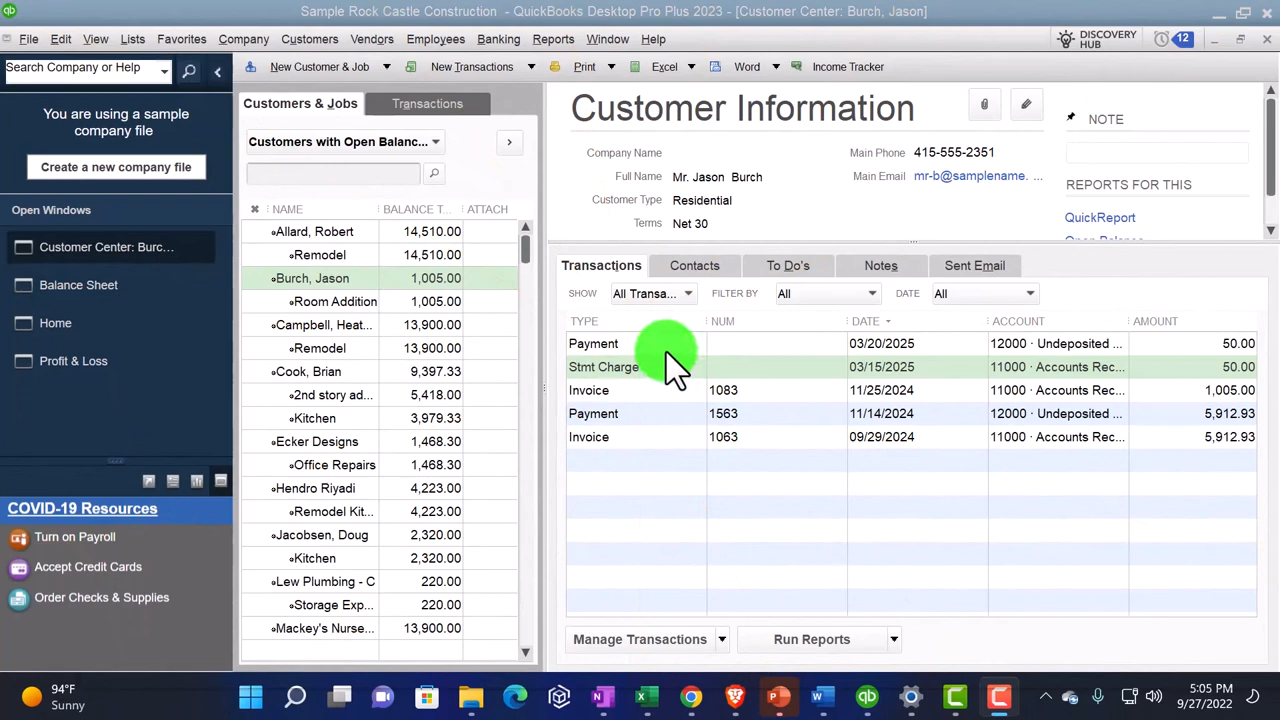 Sample Rock Castle Construction - QuickBooks Desktop Pro Plus 2023 - [Customer Center: Burch, Jason]
File Edit View Lists Favorites Company Customers Vendors Employees Banking Reports Window Help
DISCOVERY HUB 12
Search Company or Help
New Customer & Job New Transactions Print Excel Word Income Tracker
You are using a sample
company file
Create a new company file
Open Windows
Customer Center: Burc...
Balance Sheet
Home
Profit & Loss
COVID-19 Resources
Turn on Payroll
Accept Credit Cards
Order Checks & Supplies
Customers & Jobs Transactions
Customers with Open Balanc...
NAME BALANCE T... ATTACH
Allard, Robert 14,510.00
Remodel 14,510.00
Burch, Jason 1,005.00
Room Addition 1,005.00
Campbell, Heat... 13,900.00
Remodel 13,900.00
Cook, Brian 9,397.33
2nd story ad... 5,418.00
Kitchen 3,979.33
Ecker Designs 1,468.30
Office Repairs 1,468.30
Hendro Riyadi 4,223.00
Remodel Kit... 4,223.00
Jacobsen, Doug 2,320.00
Kitchen 2,320.00
Lew Plumbing - C 220.00
Storage Exp... 220.00
Mackey's Nurse... 13,900.00
Customer Information
Company Name
Full Name Mr. Jason Burch
Customer Type Residential
Terms Net 30
Main Phone 415-555-2351
Main Email mr-b@samplename. ...
NOTE
REPORTS FOR THIS
QuickReport
Transactions Contacts To Do's Notes Sent Email
SHOW All Transa... FILTER BY All DATE All
TYPE NUM DATE ACCOUNT AMOUNT
Payment 03/20/2025 12000 · Undeposited ... 50.00
Stmt Charge 03/15/2025 11000 · Accounts Rec... 50.00
Invoice 1083 11/25/2024 11000 · Accounts Rec... 1,005.00
Payment 1563 11/14/2024 12000 · Undeposited ... 5,912.93
Invoice 1063 09/29/2024 11000 · Accounts Rec... 5,912.93
Manage Transactions Run Reports
94°F
Sunny
5:05 PM
9/27/2022